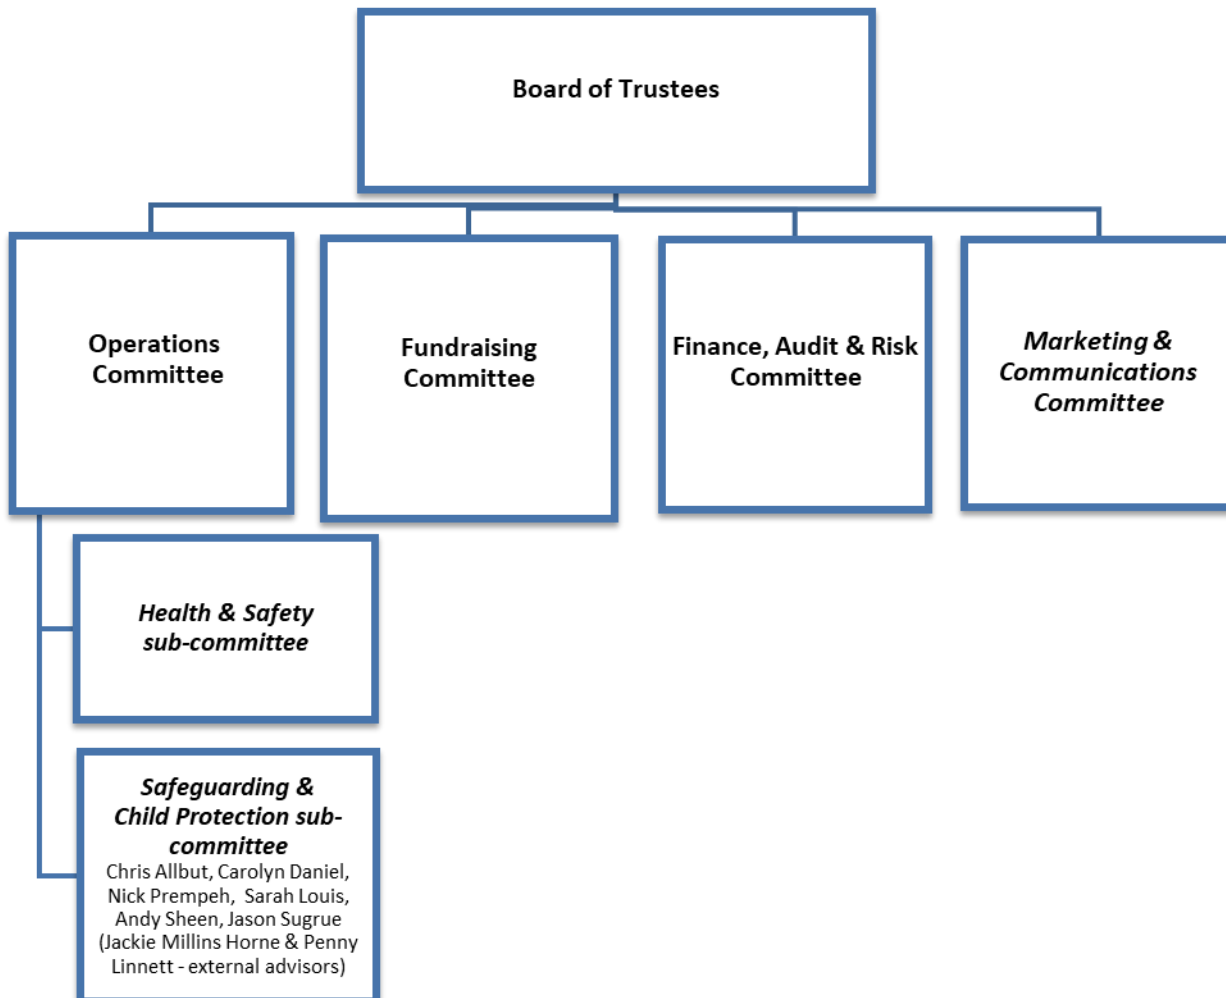 Board of Trustees
Operations
Committee
Fundraising
Committee
Finance, Audit & Risk
Committee
Marketing &
Communications
Committee
Health & Safety
sub-committee
Safeguarding &
Child Protection sub-
committee
Chris Allbut, Carolyn Daniel,
Nick Prempeh, Sarah Louis,
Andy Sheen, Jason Sugrue
(Jackie Millins Horne & Penny
Linnett - external advisors)